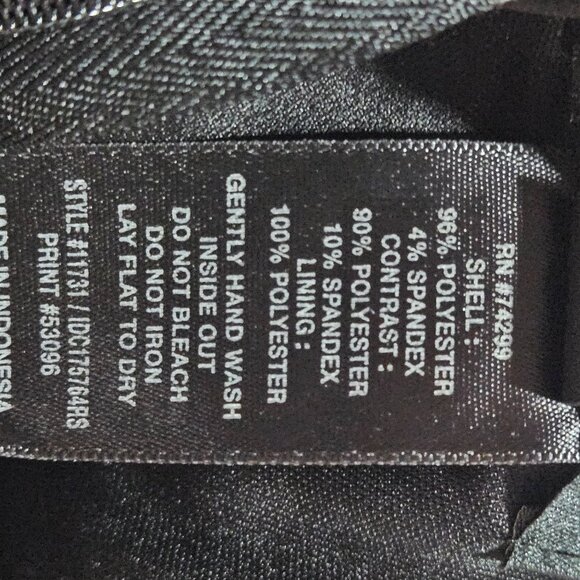 RN #74299
SHELL :
96% POLYESTER
4% SPANDEX
CONTRAST :
90% POLYESTER
10% SPANDEX
LINING :
100% POLYESTER
GENTLY HAND WASH
INSIDE OUT
DO NOT BLEACH
DO NOT IRON
LAY FLAT TO DRY
STYLE #11731 / IDC175764RS
PRINT #53096
MADE IN INDONESIA